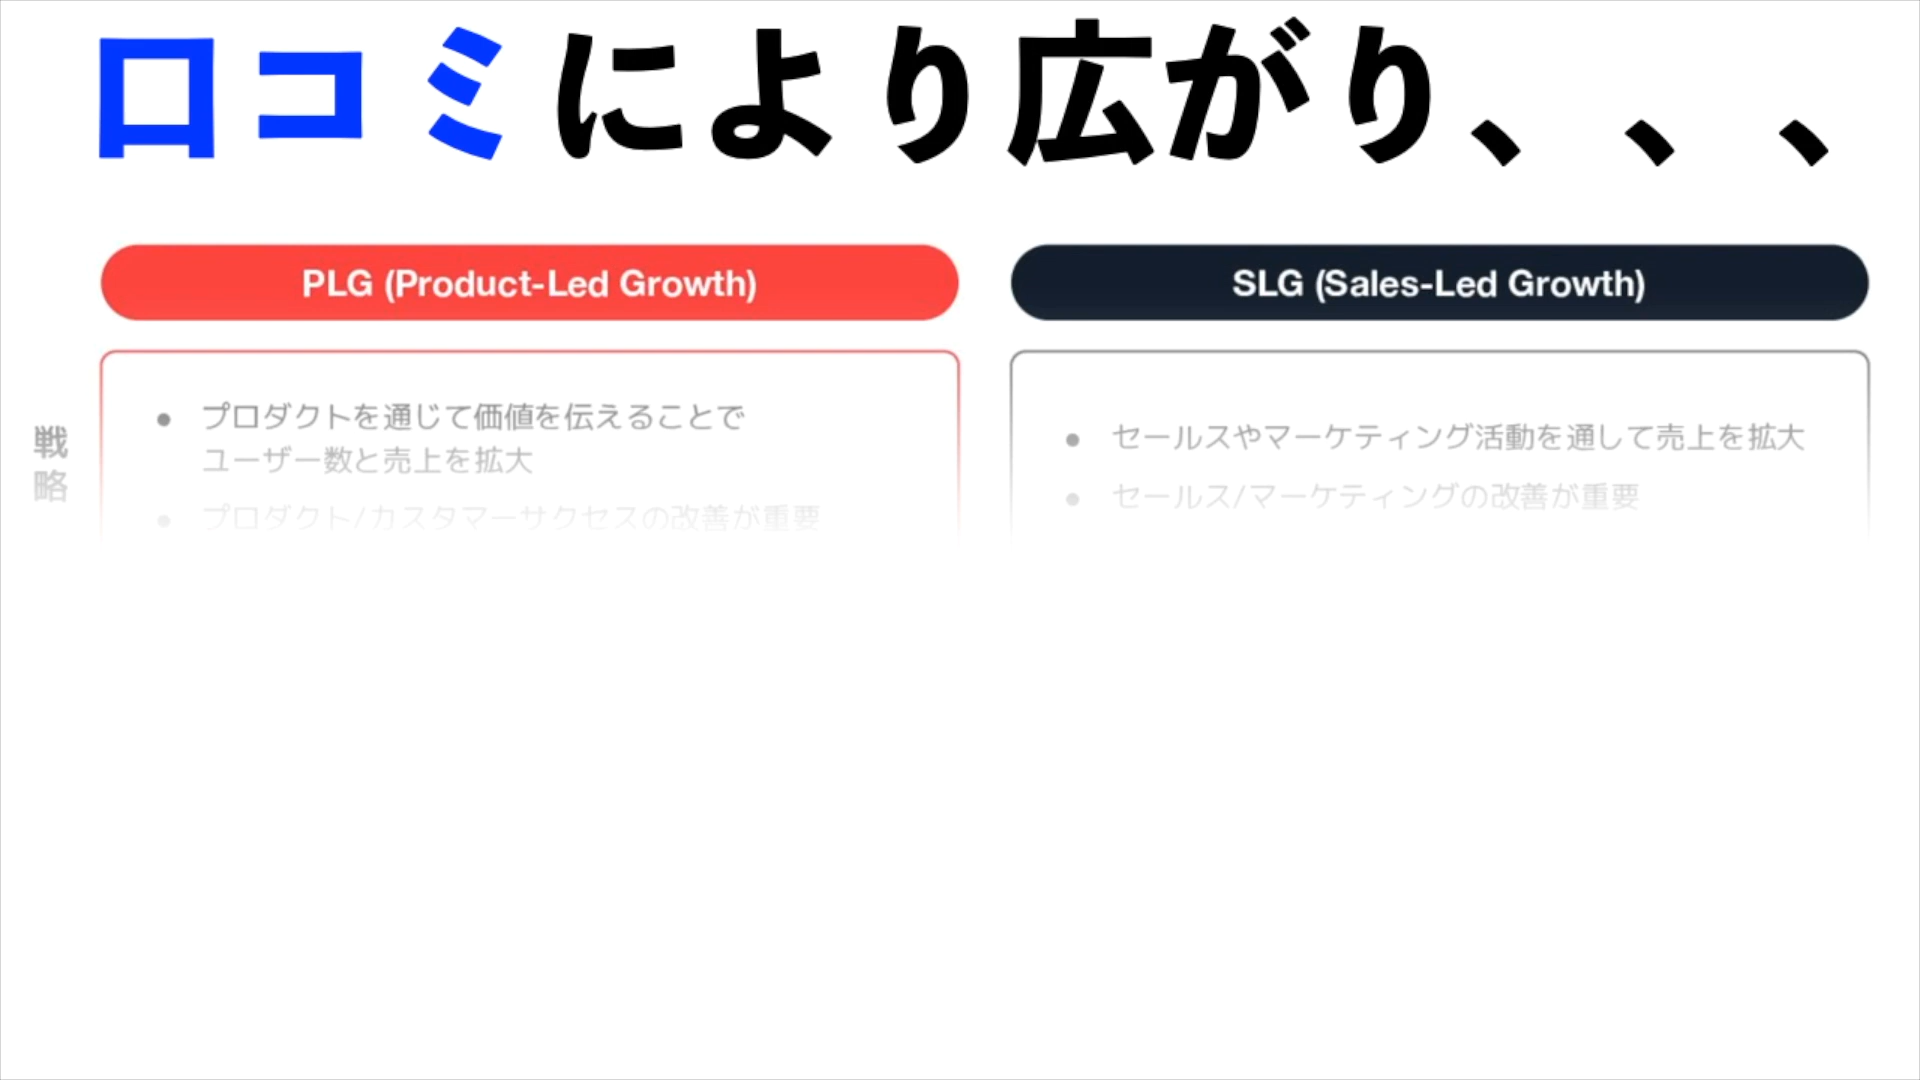 口コミにより広がり、、、
PLG (Product-Led Growth)
SLG (Sales-Led Growth)
戦略
● プロダクトを通じて価値を伝えることで
ユーザー数と売上を拡大
● プロダクト/カスタマーサクセスの改善が重要
● セールスやマーケティング活動を通して売上を拡大
● セールス/マーケティングの改善が重要